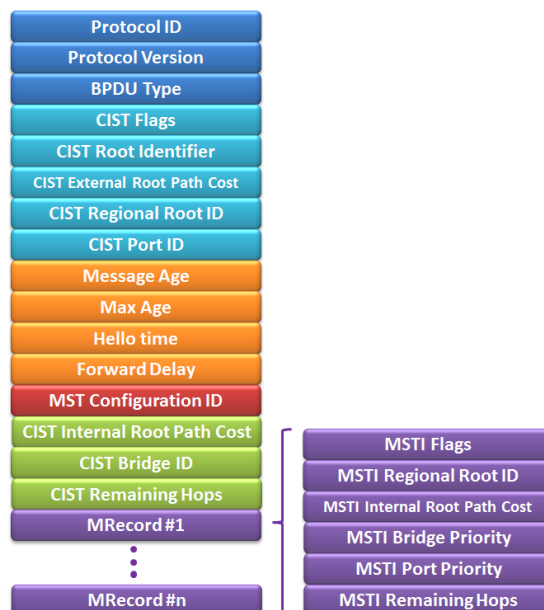 Protocol ID
Protocol Version
BPDU Type
CIST Flags
CIST Root Identifier
CIST External Root Path Cost
CIST Regional Root ID
CIST Port ID
Message Age
Max Age
Hello time
Forward Delay
MST Configuration ID
CIST Internal Root Path Cost
CIST Bridge ID
CIST Remaining Hops
MRecord #1
MRecord #n
MSTI Flags
MSTI Regional Root ID
MSTI Internal Root Path Cost
MSTI Bridge Priority
MSTI Port Priority
MSTI Remaining Hops